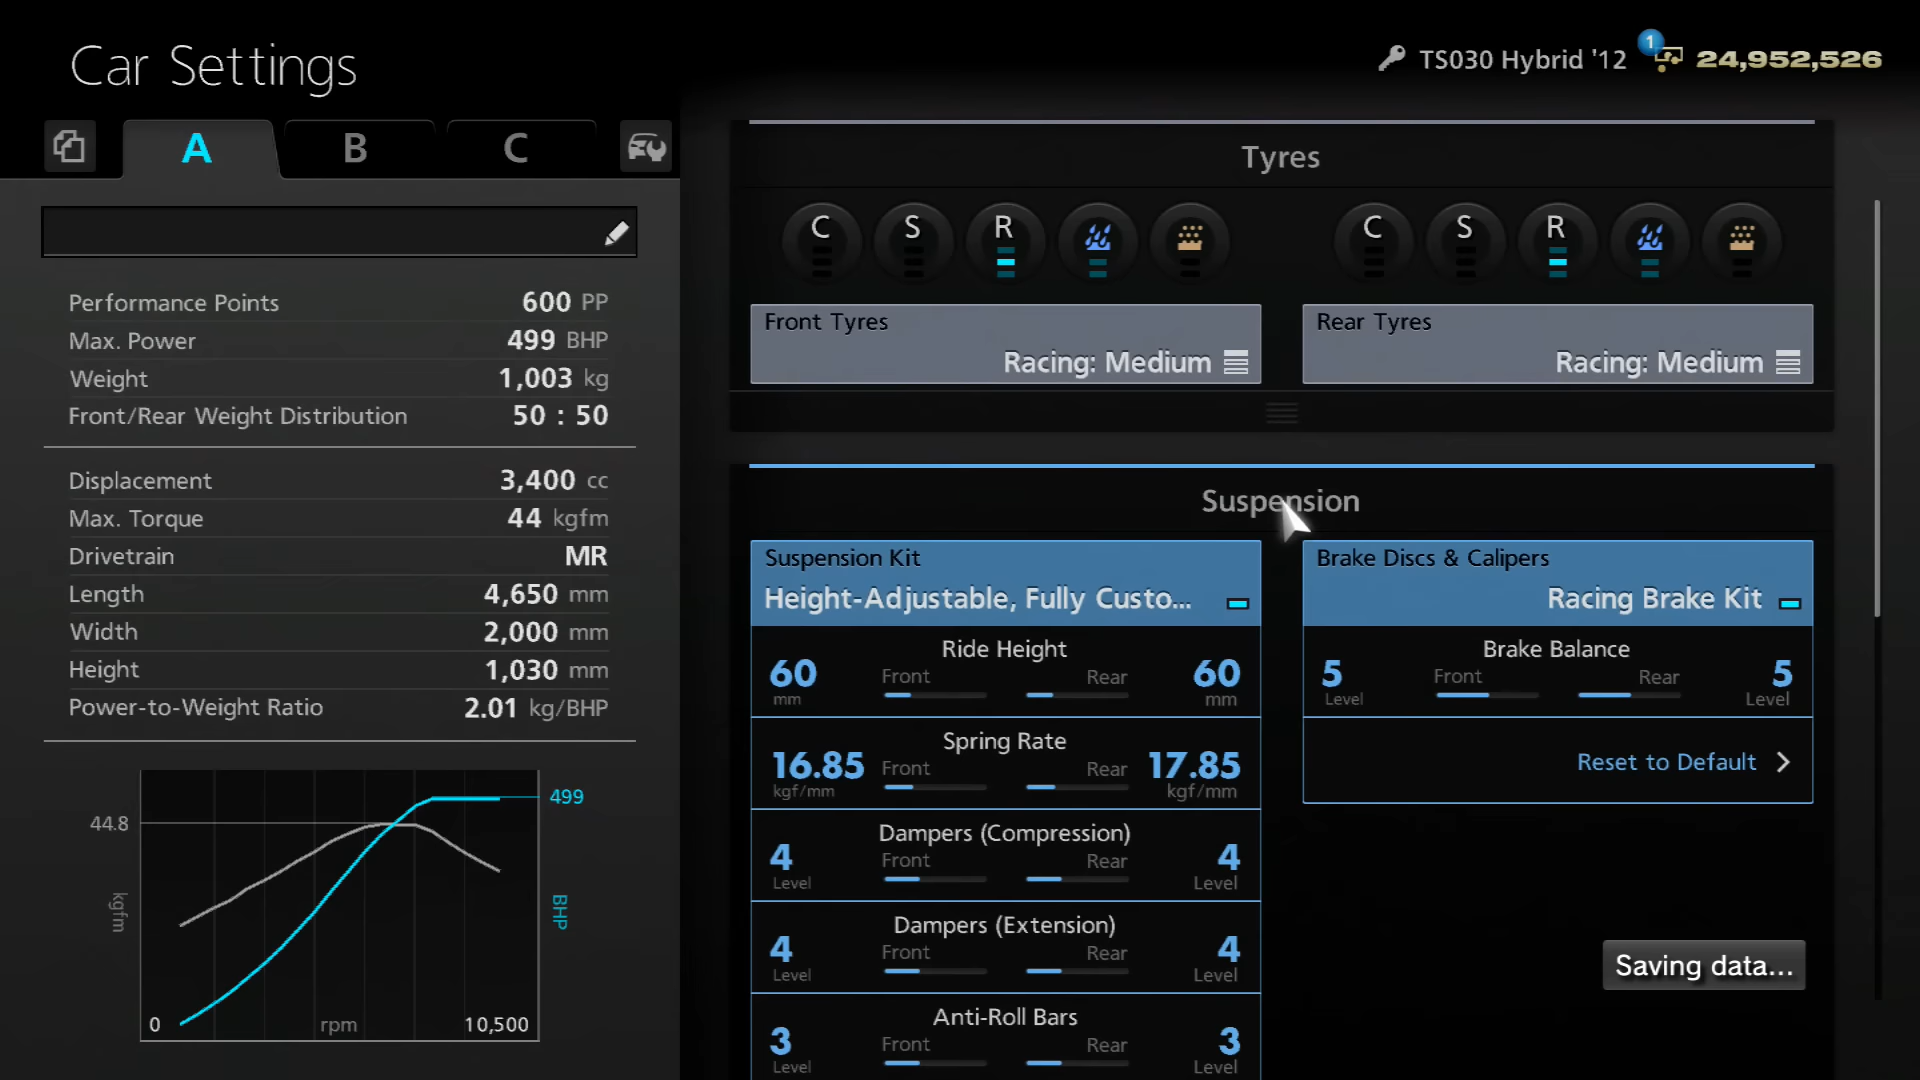 Car Settings
TS030 Hybrid '12
1
24,952,526
A
B
C
Performance Points 600 PP
Max. Power 499 BHP
Weight 1,003 kg
Front/Rear Weight Distribution 50 : 50
Displacement 3,400 cc
Max. Torque 44 kgfm
Drivetrain MR
Length 4,650 mm
Width 2,000 mm
Height 1,030 mm
Power-to-Weight Ratio 2.01 kg/BHP
499
44.8
kgfm
BHP
0 rpm 10,500
Tyres
C S R C S R
Front Tyres
Racing: Medium
Rear Tyres
Racing: Medium
Suspension
Suspension Kit
Height-Adjustable, Fully Custo...
Ride Height
60 mm Front Rear 60 mm
Spring Rate
16.85 kgf/mm Front Rear 17.85 kgf/mm
Dampers (Compression)
4 Level Front Rear 4 Level
Dampers (Extension)
4 Level Front Rear 4 Level
Anti-Roll Bars
3 Level Front Rear 3 Level
Brake Discs & Calipers
Racing Brake Kit
Brake Balance
5 Level Front Rear 5 Level
Reset to Default
Saving data...